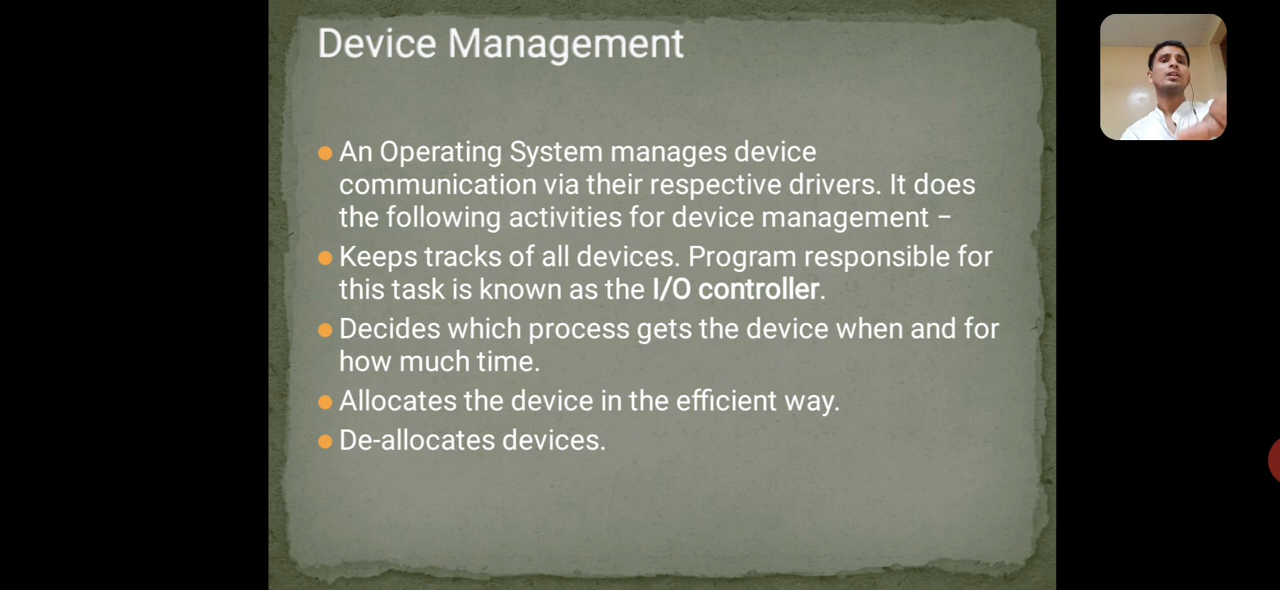 Device Management
An Operating System manages device
communication via their respective drivers. It does
the following activities for device management −
Keeps tracks of all devices. Program responsible for
this task is known as the I/O controller.
Decides which process gets the device when and for
how much time.
Allocates the device in the efficient way.
De-allocates devices.